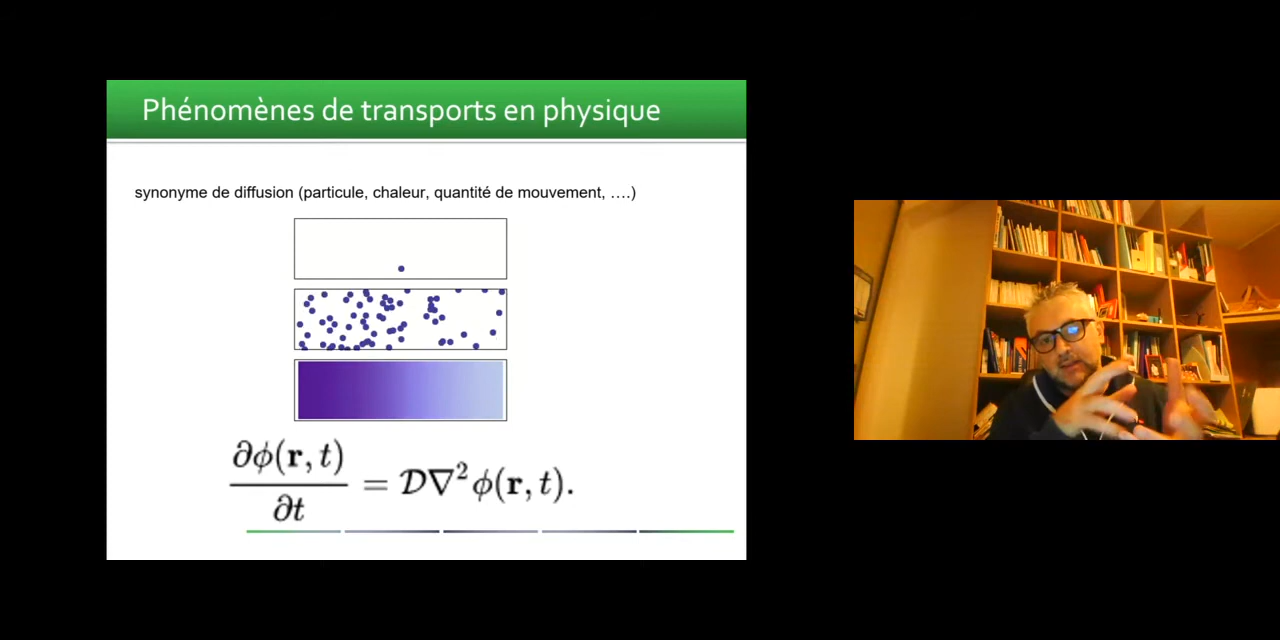 Phénomènes de transports en physique
synonyme de diffusion (particule, chaleur, quantité de mouvement, ....)
∂ϕ(r, t)
∂t
= D∇²ϕ(r, t).